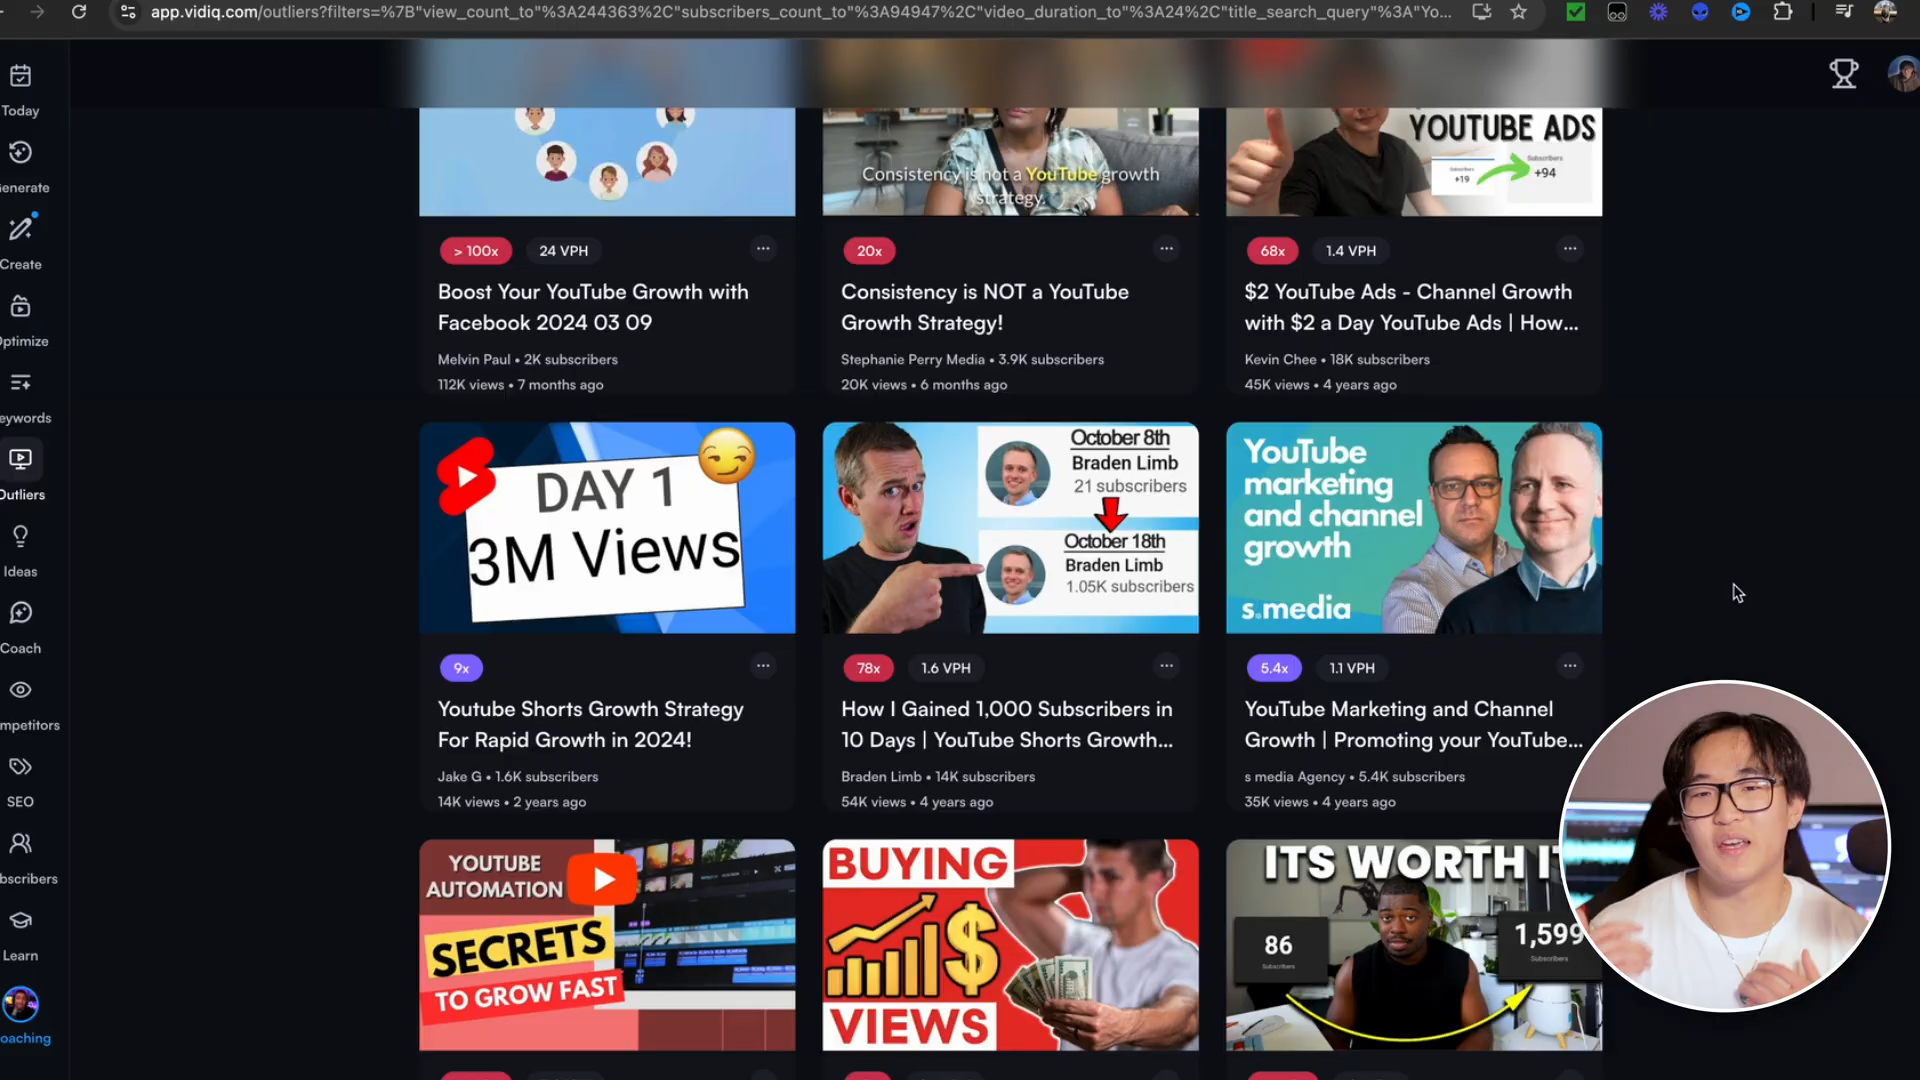 app.vidiq.com/outliers?filters=%7B"view_count_to"%3A244363%2C"subscribers_count_to"%3A94947%2C"video_duration_to"%3A24%2C"title_search_query"%3A"Yo...
Today
enerate
Create
ptimize
eywords
Outliers
Ideas
Coach
mpetitors
SEO
bscribers
Learn
oaching
Consistency is not a YouTube growth
strategy.
YOUTUBE ADS
Subscribers
+19
Subscribers
+94
> 100x
24 VPH
Boost Your YouTube Growth with
Facebook 2024 03 09
Melvin Paul • 2K subscribers
112K views • 7 months ago
20x
Consistency is NOT a YouTube
Growth Strategy!
Stephanie Perry Media • 3.9K subscribers
20K views • 6 months ago
68x
1.4 VPH
$2 YouTube Ads - Channel Growth
with $2 a Day YouTube Ads | How...
Kevin Chee • 18K subscribers
45K views • 4 years ago
DAY 1
3M Views
October 8th
Braden Limb
21 subscribers
October 18th
Braden Limb
1.05K subscribers
YouTube
marketing
and channel
growth
s.media
9x
Youtube Shorts Growth Strategy
For Rapid Growth in 2024!
Jake G • 1.6K subscribers
14K views • 2 years ago
78x
1.6 VPH
How I Gained 1,000 Subscribers in
10 Days | YouTube Shorts Growth...
Braden Limb • 14K subscribers
54K views • 4 years ago
5.4x
1.1 VPH
YouTube Marketing and Channel
Growth | Promoting your YouTube...
s media Agency • 5.4K subscribers
35K views • 4 years ago
YOUTUBE
AUTOMATION
SECRETS
TO GROW FAST
BUYING
$
VIEWS
ITS WORTH IT
86
Subscribers
1,599
Subscribers